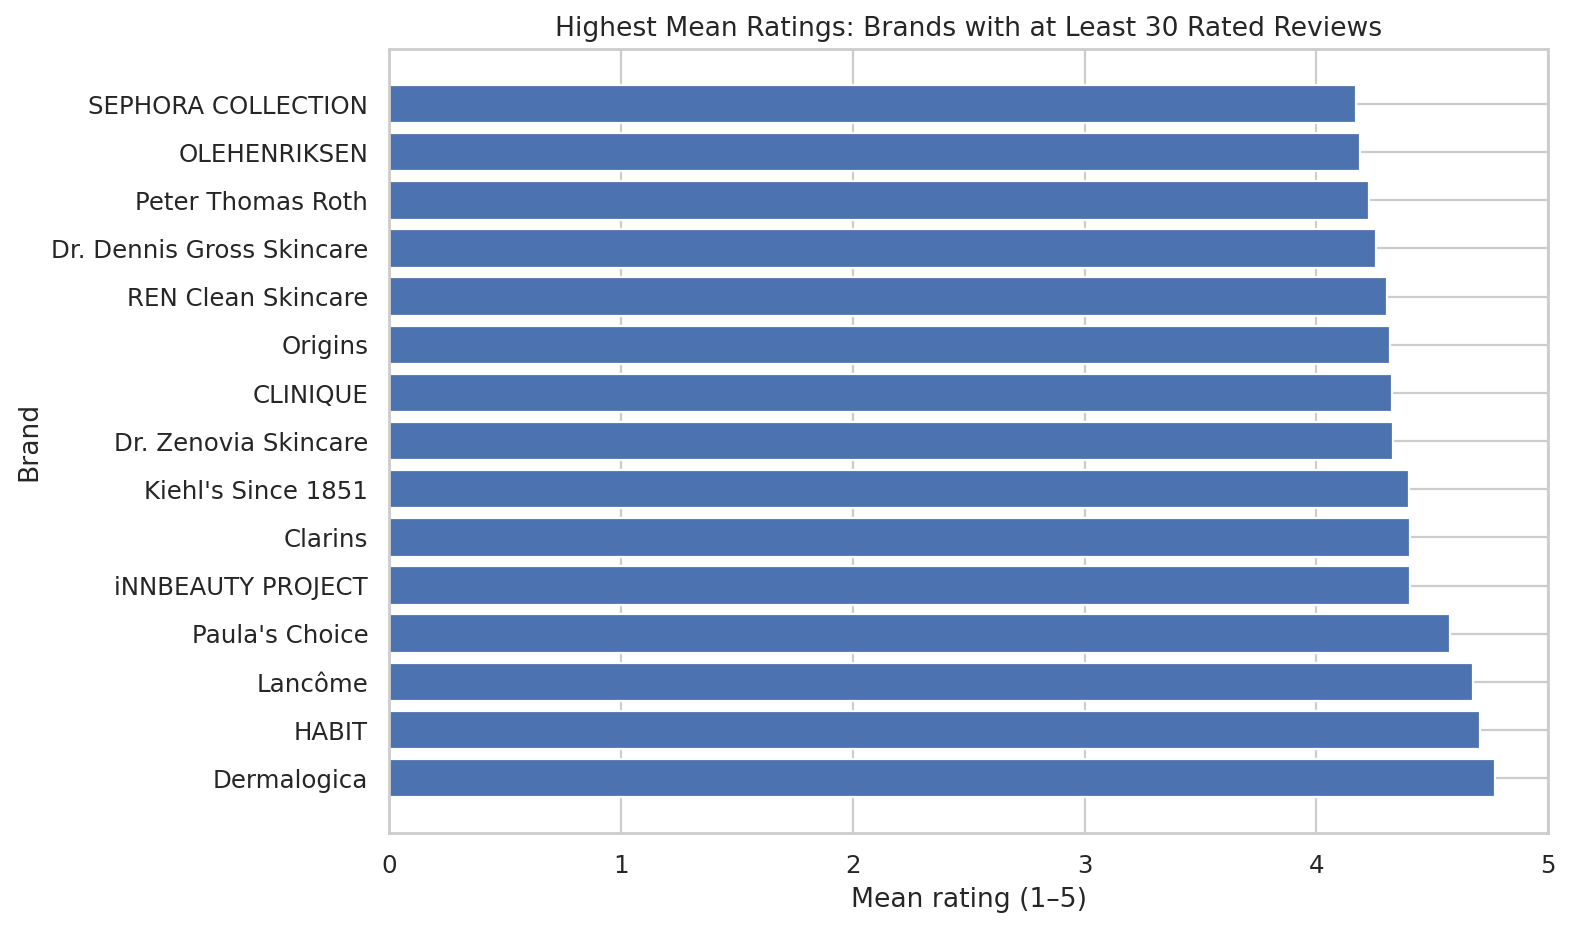 Highest Mean Ratings: Brands with at Least 30 Rated Reviews
SEPHORA COLLECTION
OLEHENRIKSEN
Peter Thomas Roth
Dr. Dennis Gross Skincare
REN Clean Skincare
Origins
CLINIQUE
Dr. Zenovia Skincare
Kiehl's Since 1851
Clarins
iNNBEAUTY PROJECT
Paula's Choice
Lancôme
HABIT
Dermalogica
Brand
0 1 2 3 4 5
Mean rating (1–5)